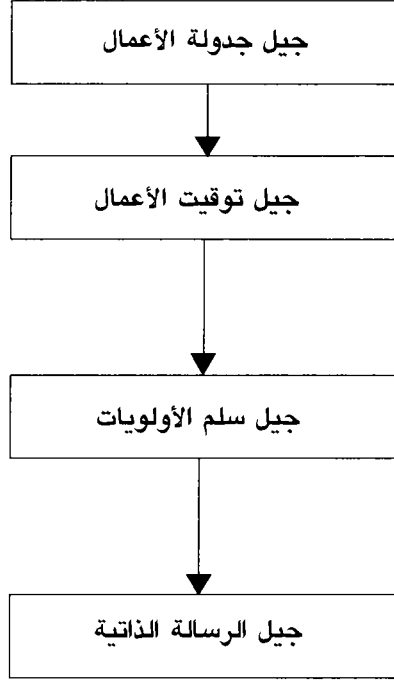 جيل جدولة الأعمال
جيل توقيت الأعمال
جيل سلم الأولويات
جيل الرسالة الذاتية